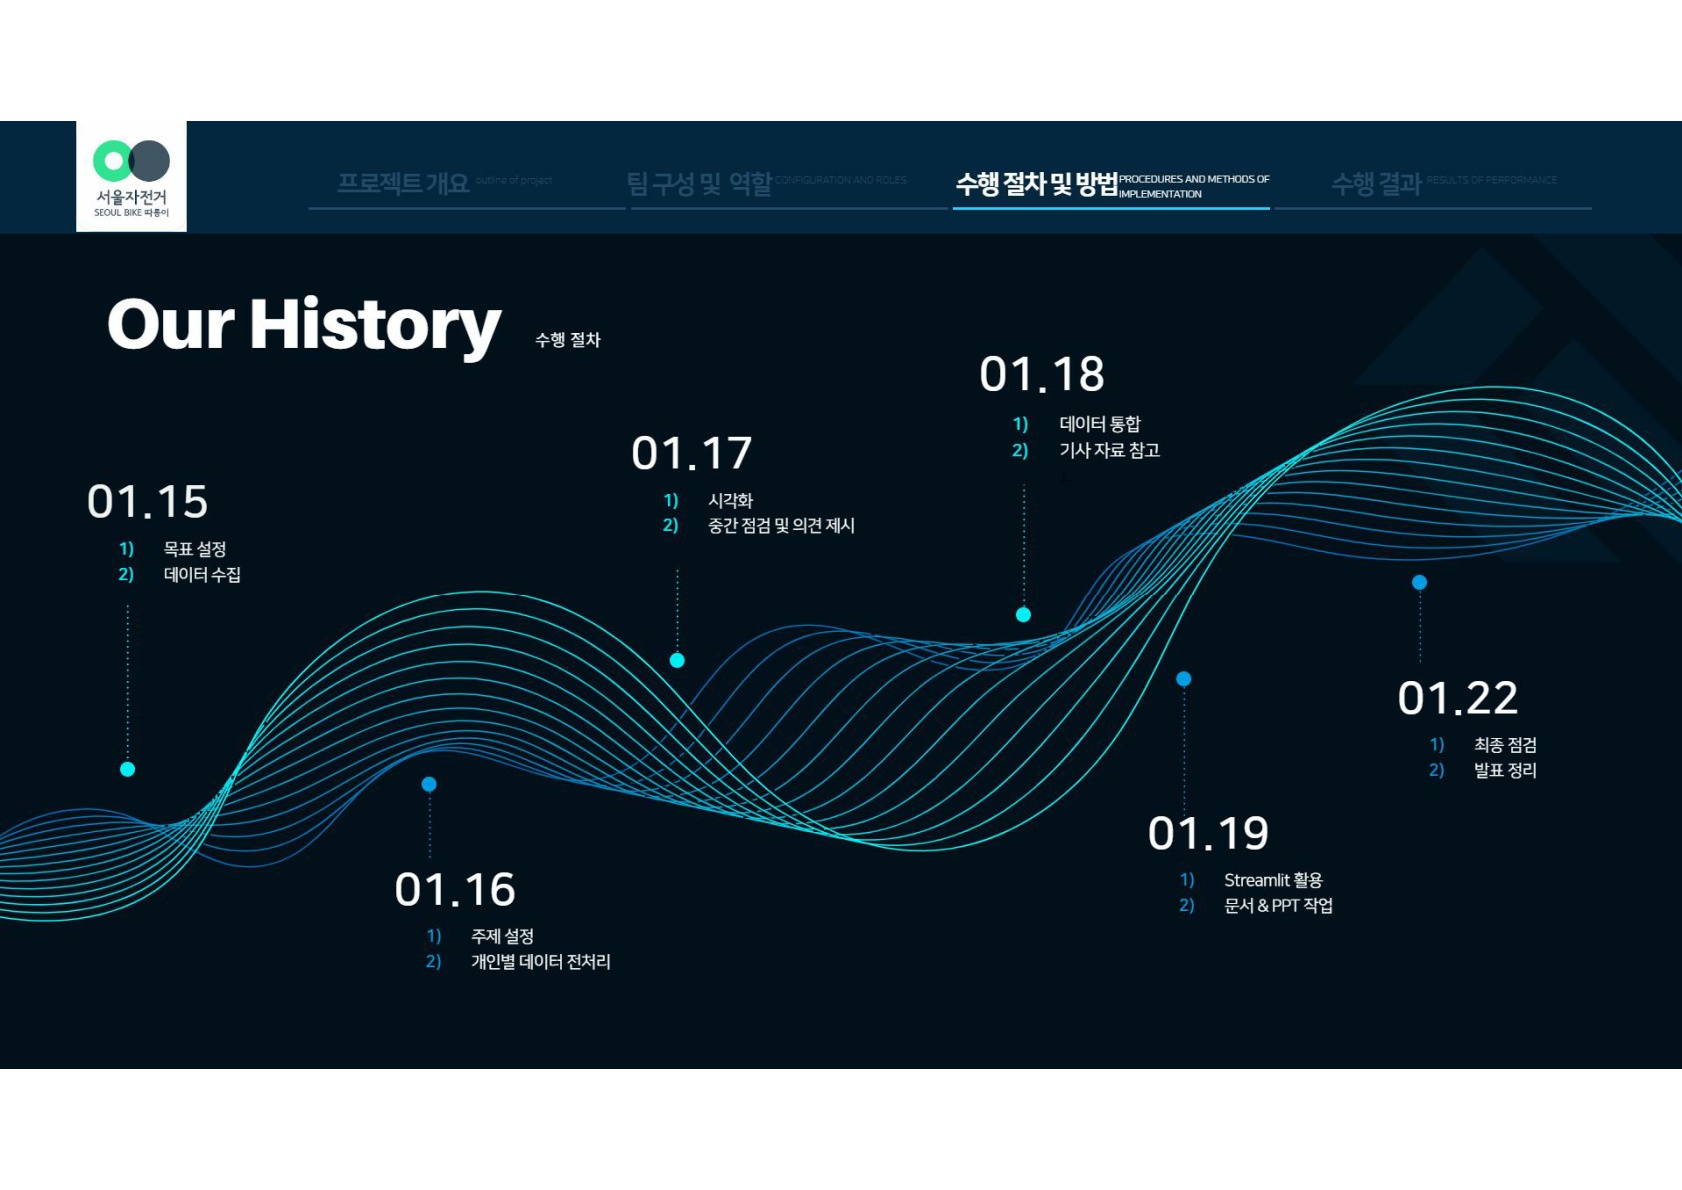 서울자전거
SEOUL BIKE 따릉이
프로젝트 개요 outline of project
팀 구성 및 역할 CONFIGURATION AND ROLES
수행 절차 및 방법 PROCEDURES AND METHODS OF
IMPLEMENTATION
수행 결과 RESULTS OF PERFORMANCE
Our History 수행 절차
01.15
1) 목표 설정
2) 데이터 수집
01.16
1) 주제 설정
2) 개인별 데이터 전처리
01.17
1) 시각화
2) 중간 점검 및 의견 제시
01.18
1) 데이터 통합
2) 기사 자료 참고
01.19
1) Streamlit 활용
2) 문서 & PPT 작업
01.22
1) 최종 점검
2) 발표 정리